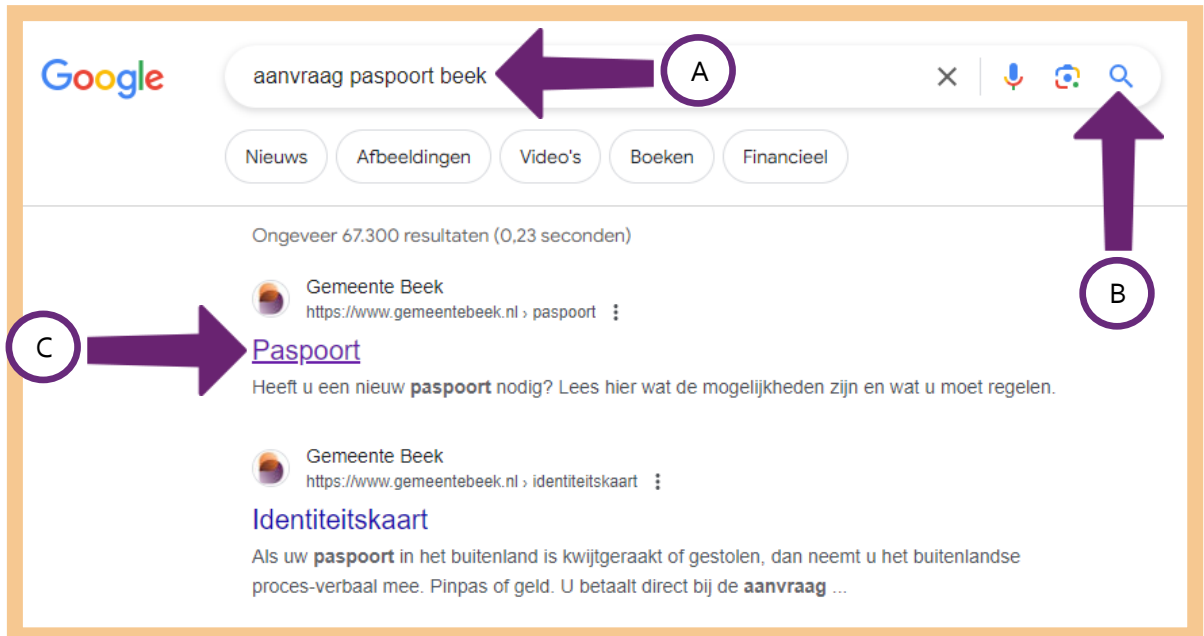 Google
aanvraag paspoort beek
A
Nieuws
Afbeeldingen
Video's
Boeken
Financieel
B
Ongeveer 67.300 resultaten (0,23 seconden)
Gemeente Beek
https://www.gemeentebeek.nl › paspoort
C
Paspoort
Heeft u een nieuw paspoort nodig? Lees hier wat de mogelijkheden zijn en wat u moet regelen.
Gemeente Beek
https://www.gemeentebeek.nl › identiteitskaart
Identiteitskaart
Als uw paspoort in het buitenland is kwijtgeraakt of gestolen, dan neemt u het buitenlandse
proces-verbaal mee. Pinpas of geld. U betaalt direct bij de aanvraag ...